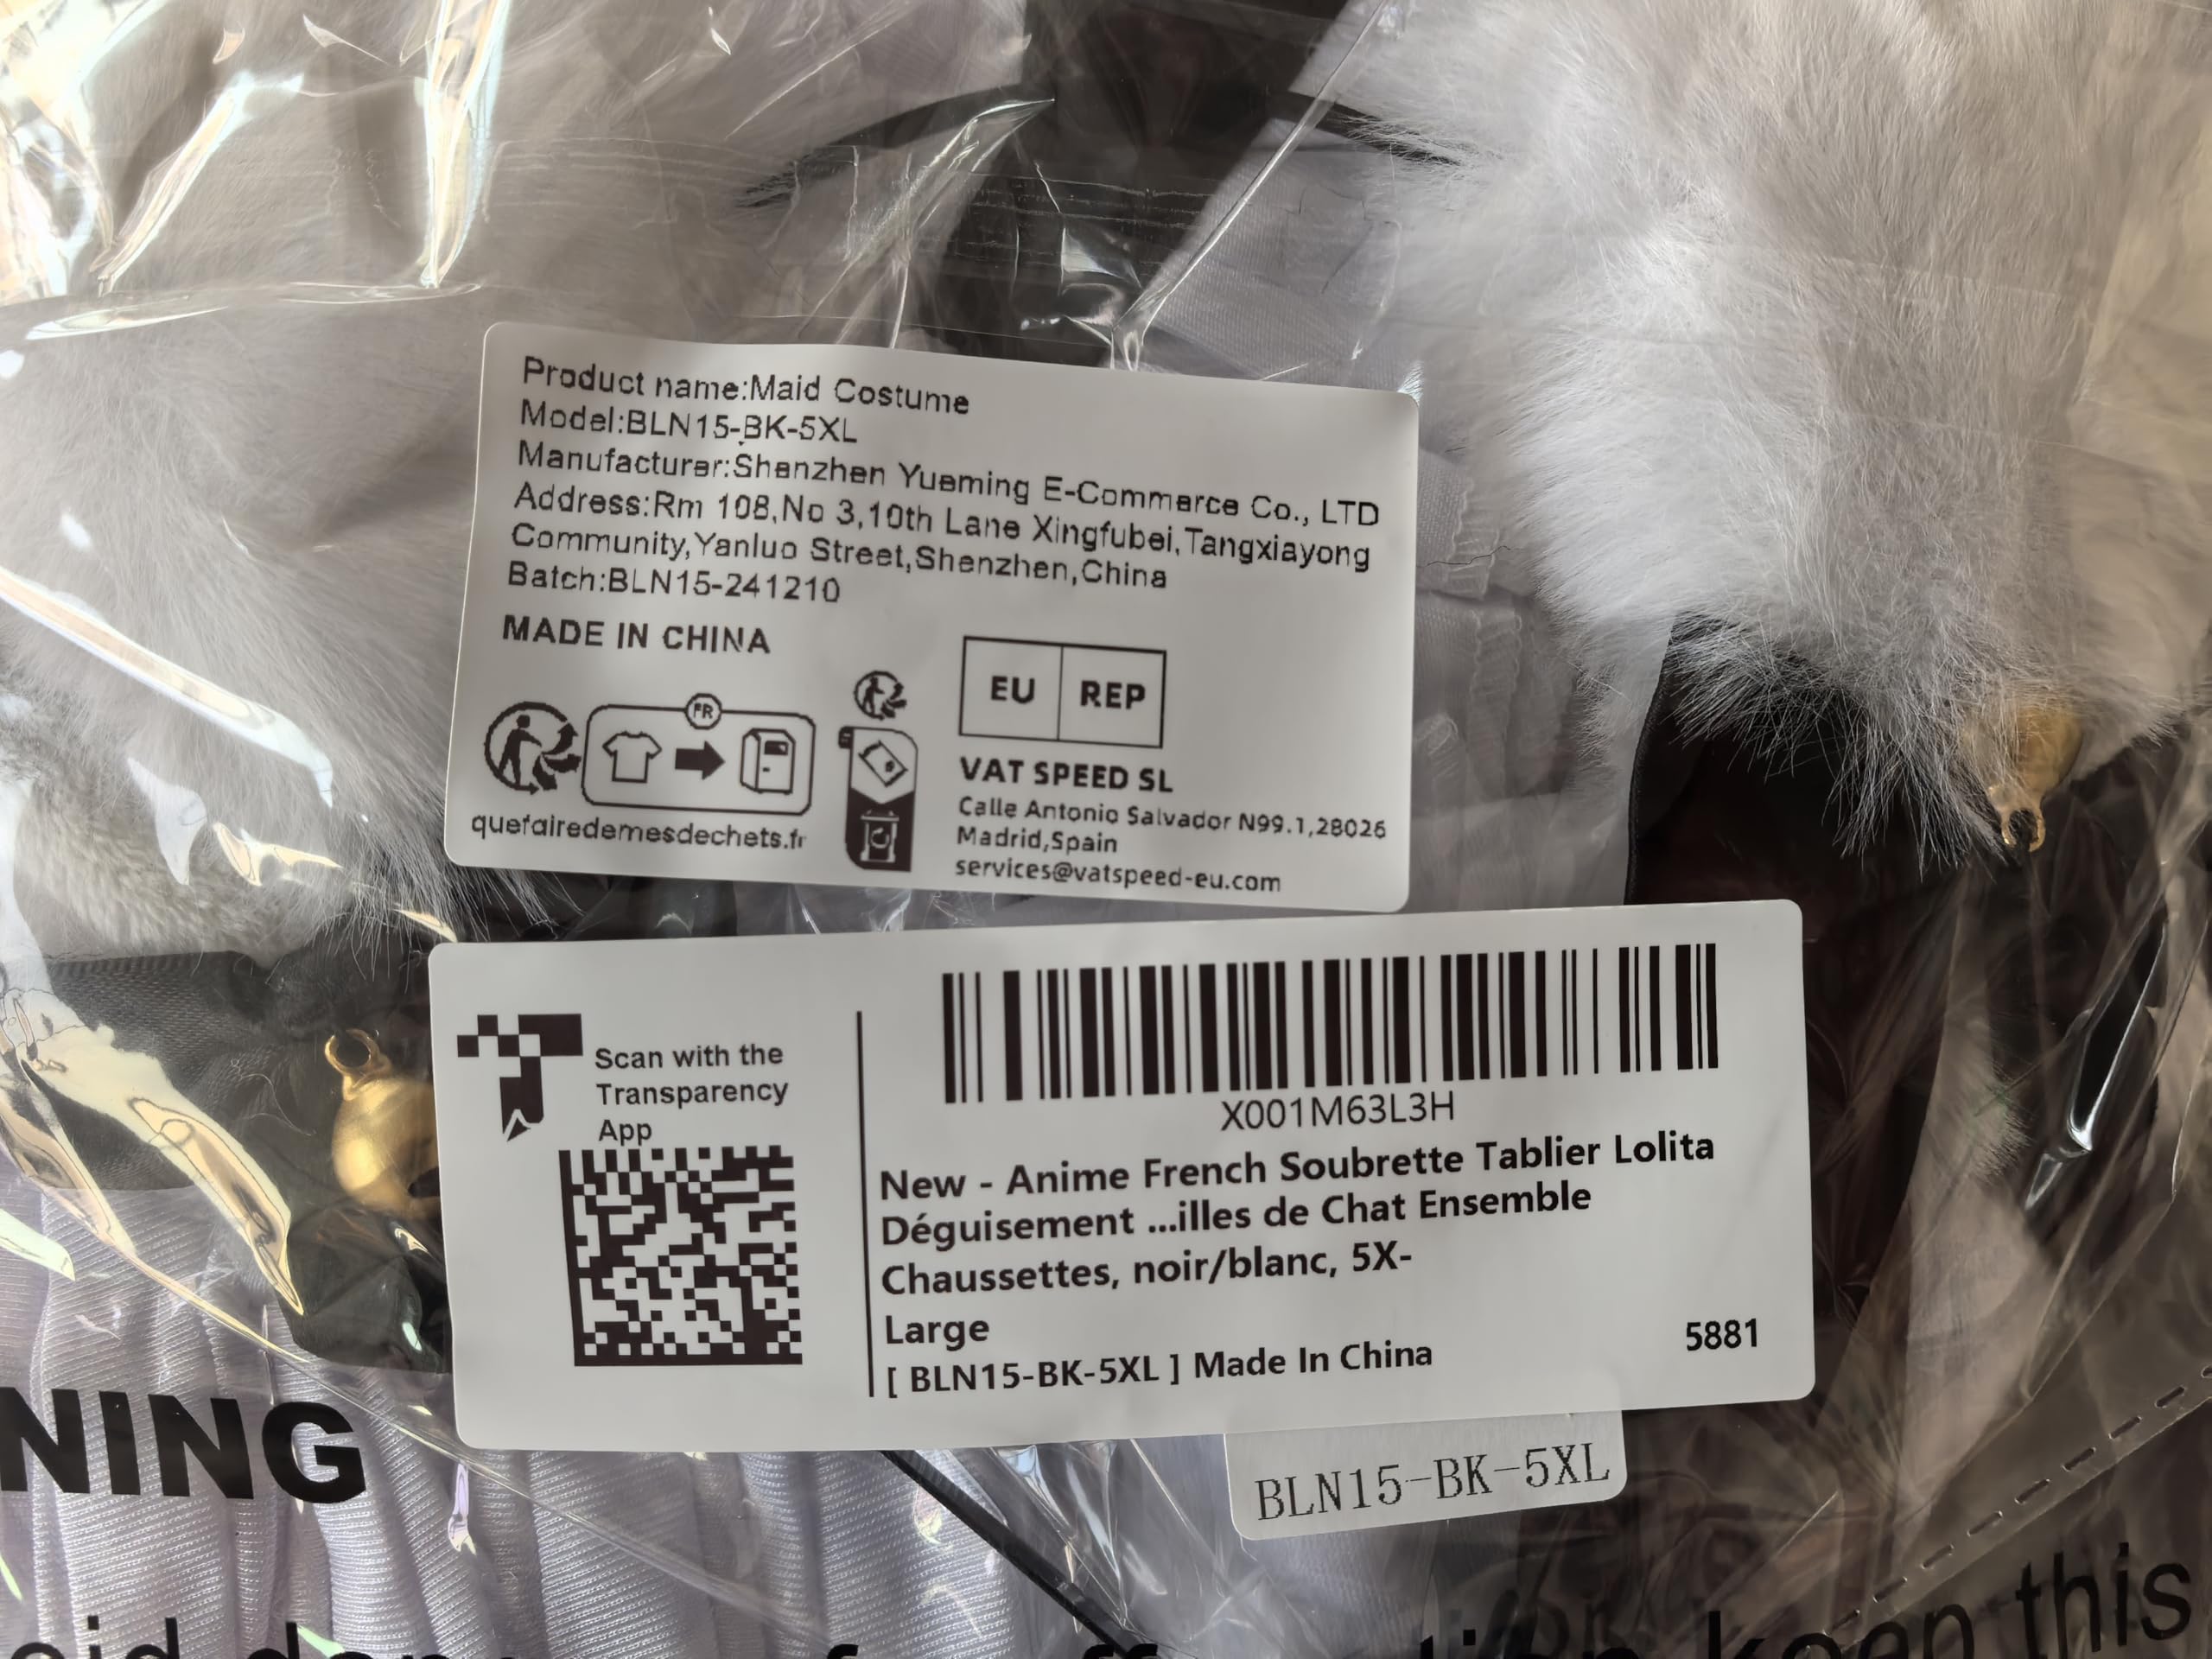 Product name:Maid Costume
Model:BLN15-BK-5XL
Manufacturer:Shenzhen Yueming E-Commerce Co., LTD
Address:Rm 108,No 3,10th Lane Xingfubei,Tangxiayong
Community,Yanluo Street,Shenzhen,China
Batch:BLN15-241210
MADE IN CHINA
FR
quefairedemesdechets.fr
EU REP
VAT SPEED SL
Calle Antonio Salvador N99.1,28026
Madrid,Spain
services@vatspeed-eu.com
Scan with the
Transparency
App
X001M63L3H
New - Anime French Soubrette Tablier Lolita
Déguisement ...illes de Chat Ensemble
Chaussettes, noir/blanc, 5X-
Large
[ BLN15-BK-5XL ] Made In China
5881
BLN15-BK-5XL
NING
keep this